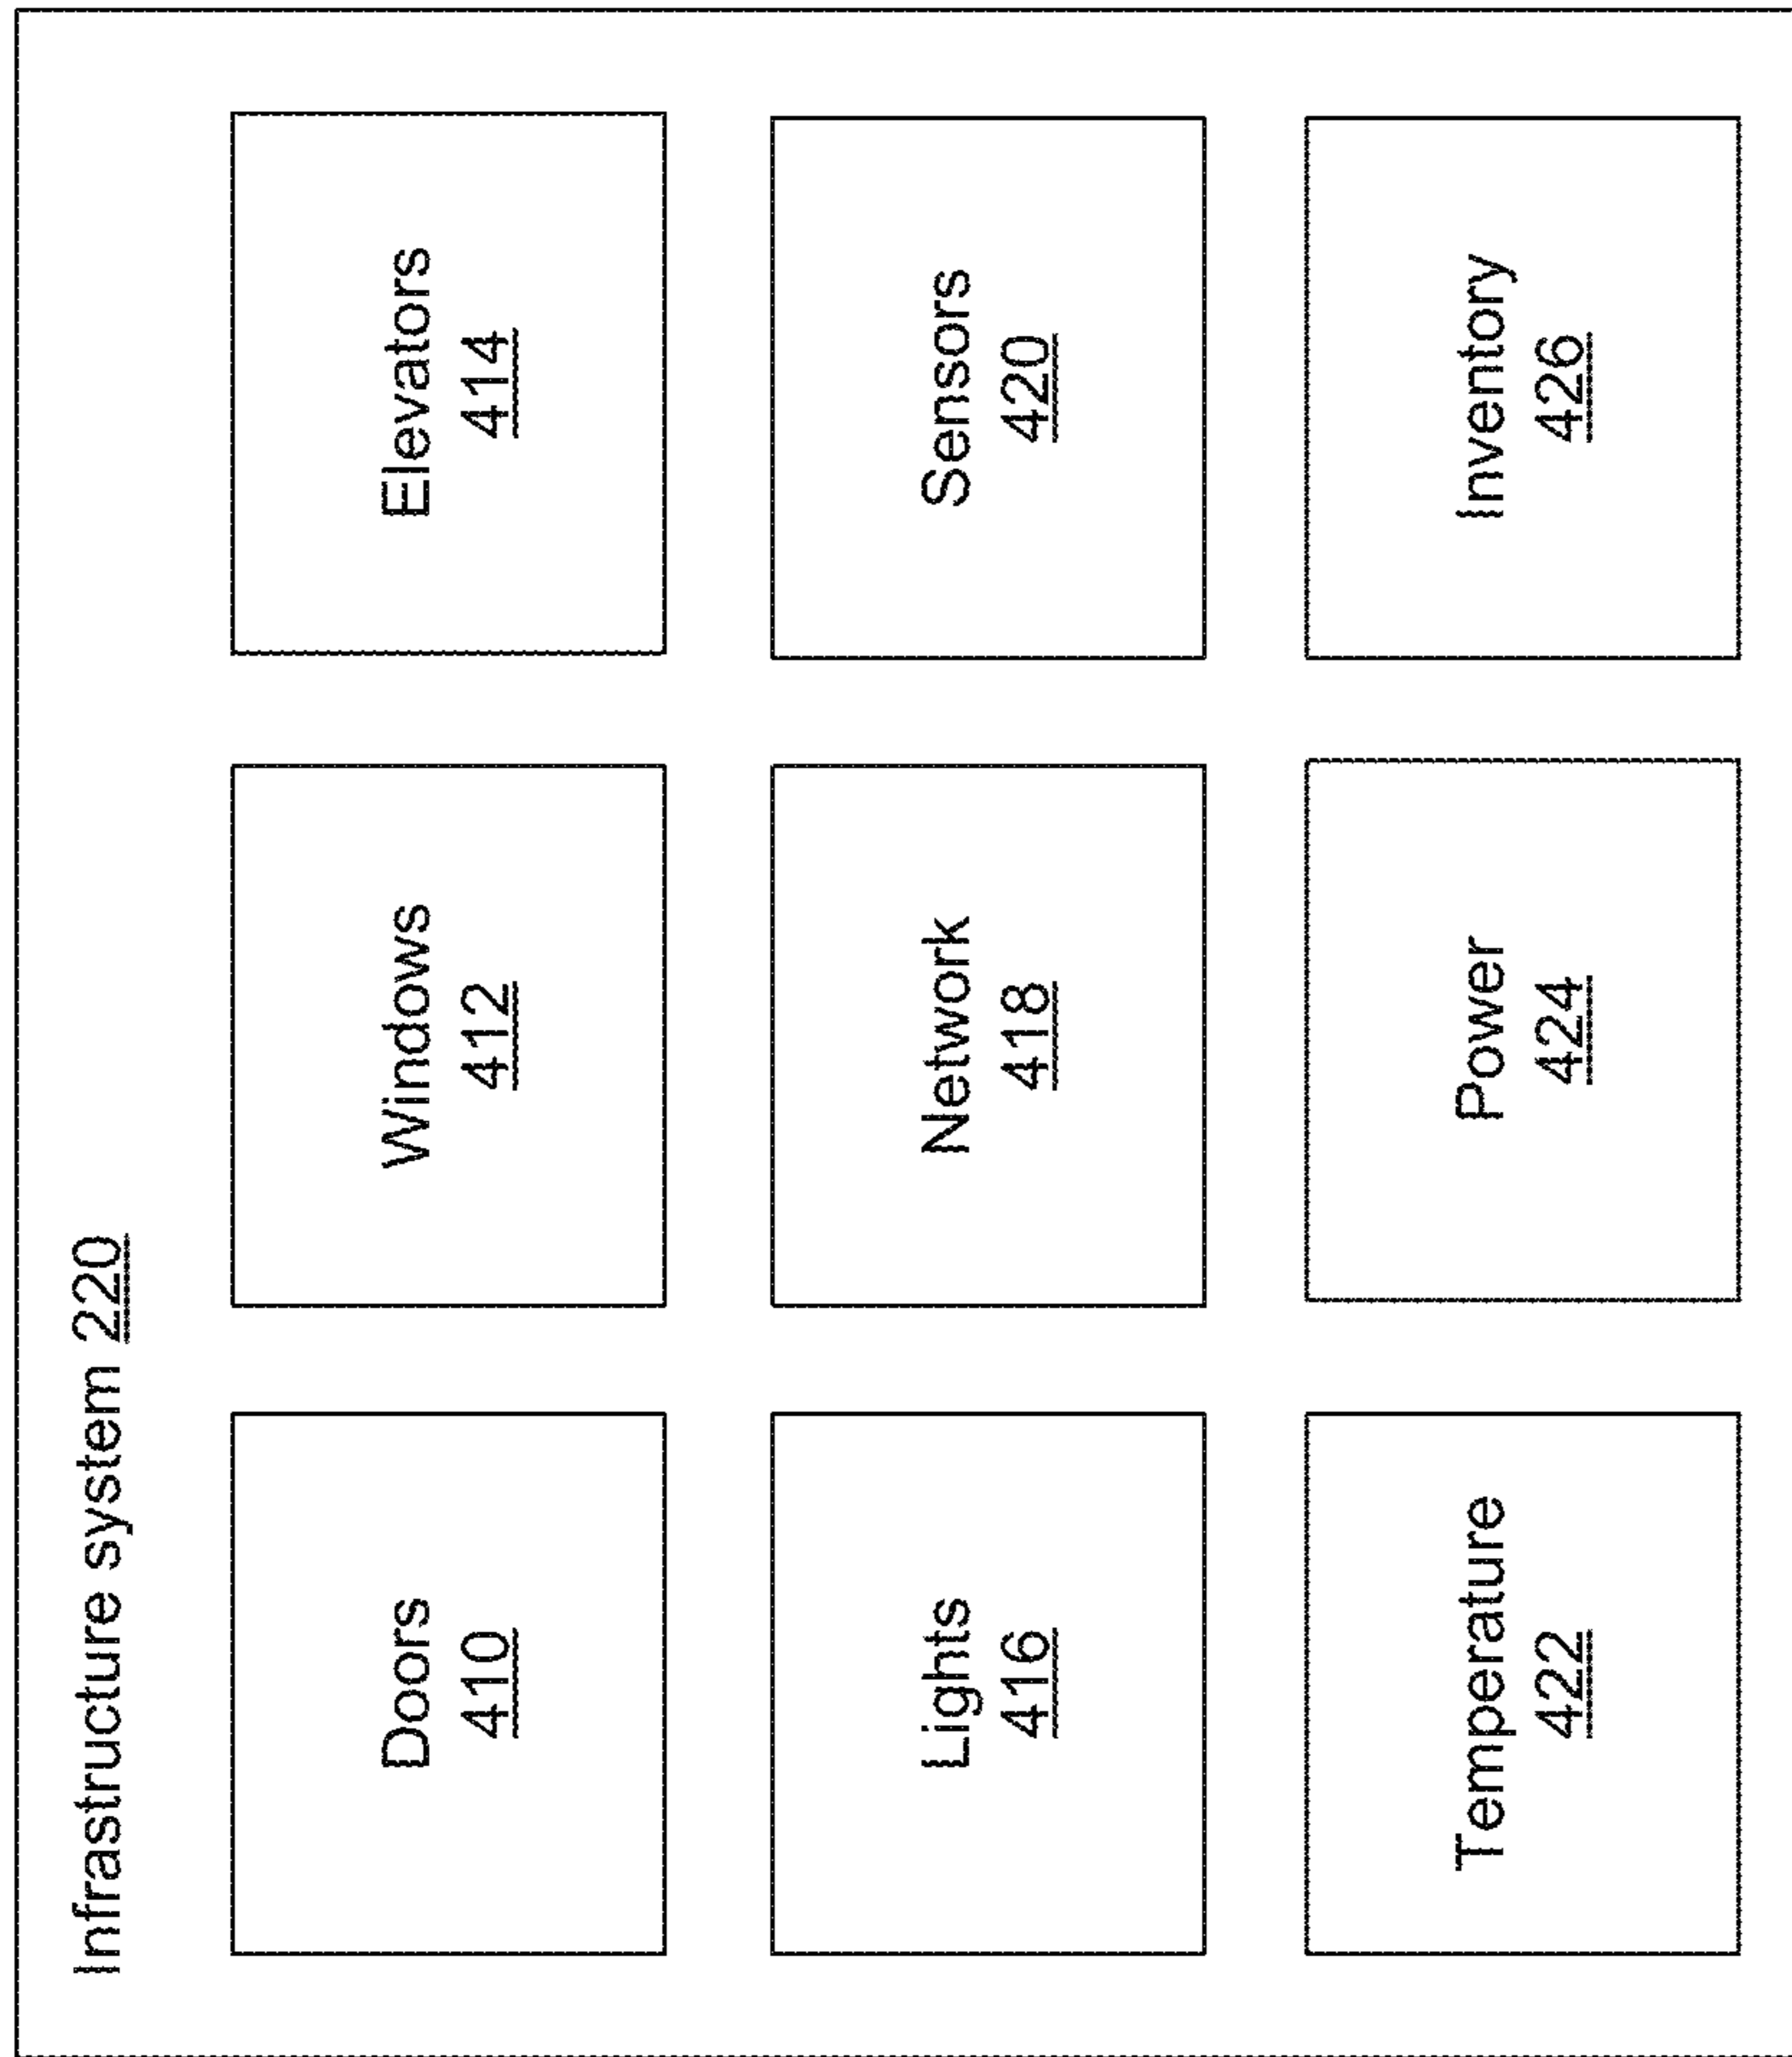 Infrastructure system 220
Doors
410
Windows
412
Elevators
414
Lights
416
Network
418
Sensors
420
Temperature
422
Power
424
Inventory
426